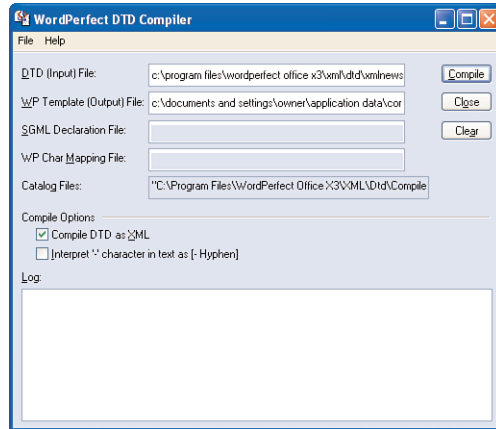 WordPerfect DTD Compiler
File Help
DTD (Input) File: c:\program files\wordperfect office x3\xml\dtd\xmlnews Compile
WP Template (Output) File: c:\documents and settings\owner\application data\cor Close
SGML Declaration File: Clear
WP Char Mapping File:
Catalog Files: "C:\Program Files\WordPerfect Office X3\XML\Dtd\Compile
Compile Options
Compile DTD as XML
Interpret '-' character in text as [- Hyphen]
Log: